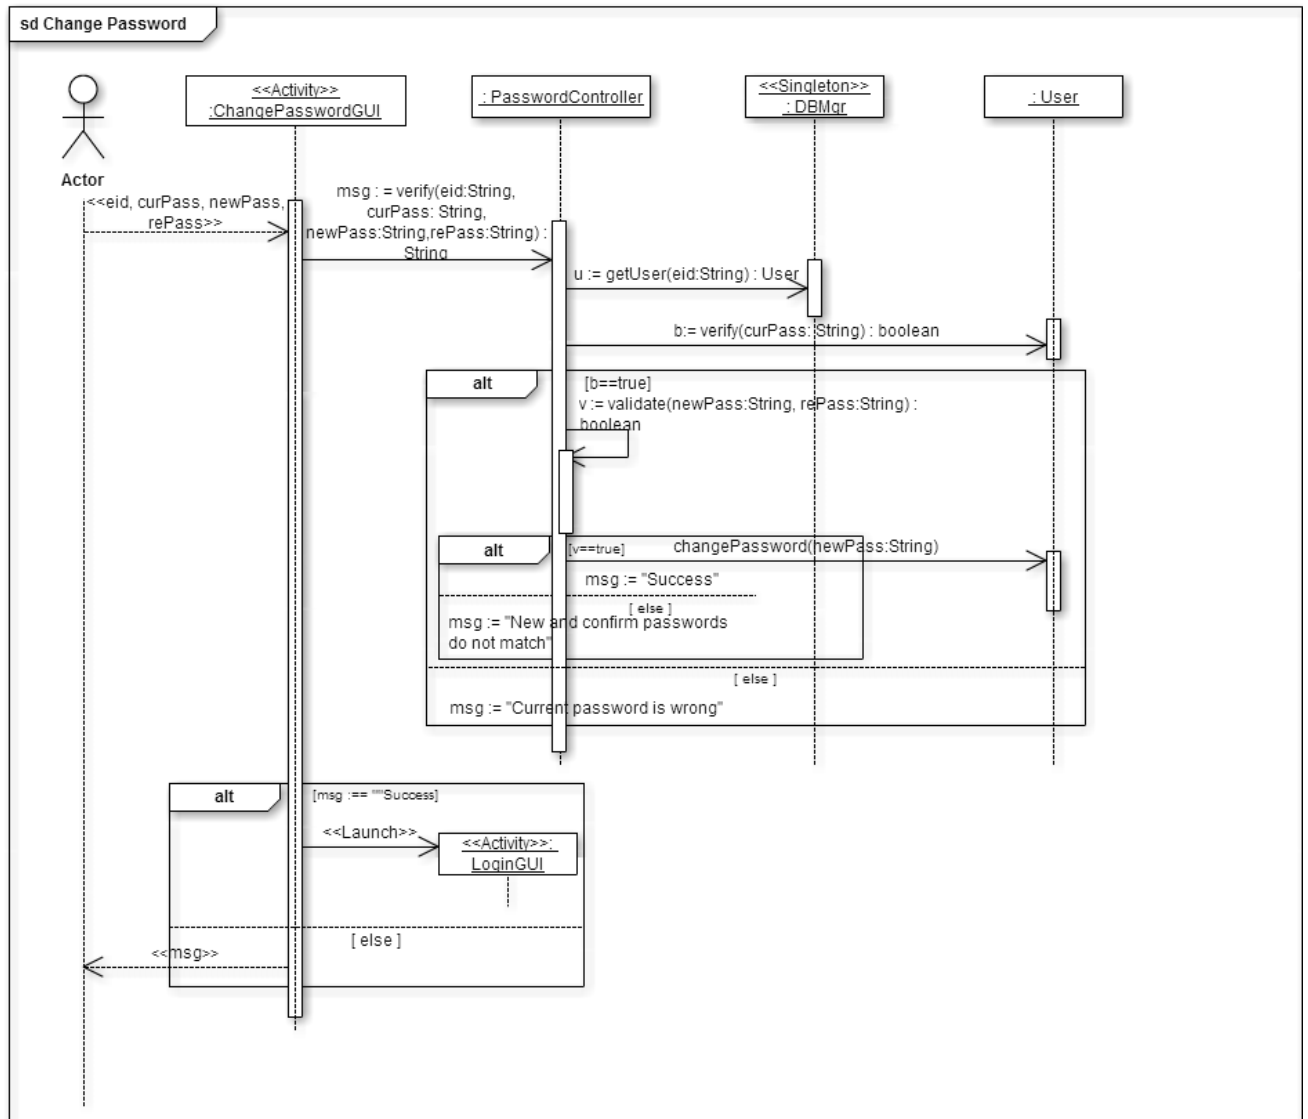 sd Change Password
<<Activity>>
:ChangePasswordGUI
: PasswordController
<<Singleton>>
: DBMgr
: User
Actor
<<eid, curPass, newPass,
rePass>>
msg : = verify(eid:String,
curPass: String,
newPass:String,rePass:String) :
String
u := getUser(eid:String) : User
b:= verify(curPass: String) : boolean
alt
[b==true]
v := validate(newPass:String, rePass:String) :
boolean
alt
[v==true]
changePassword(newPass:String)
msg := "Success"
[ else ]
msg := "New and confirm passwords
do not match"
[ else ]
msg := "Current password is wrong"
alt
[msg :== ""Success]
<<Launch>>
<<Activity>>:
LoginGUI
[ else ]
<<msg>>